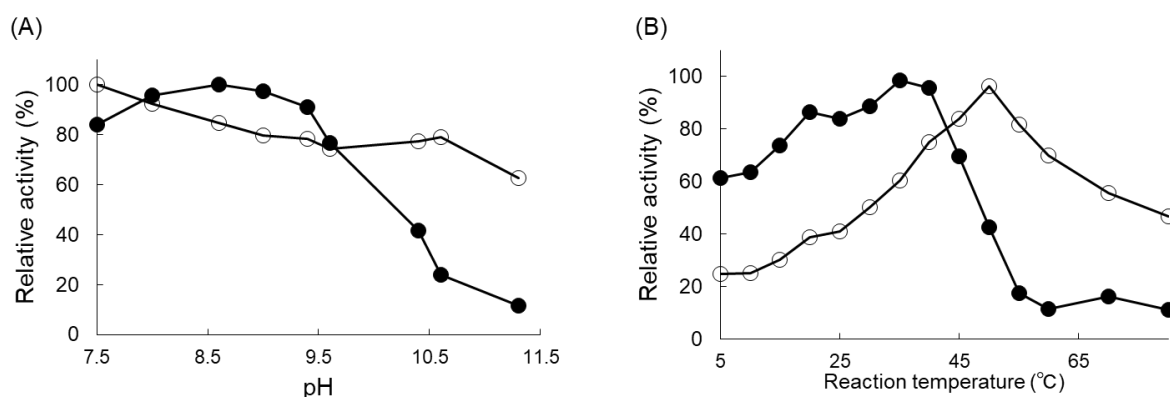 (A)
Relative activity (%)
100
80
60
40
20
0
7.5 8.5 9.5 10.5 11.5
pH
(B)
Relative activity (%)
100
80
60
40
20
0
5 25 45 65
Reaction temperature (℃)